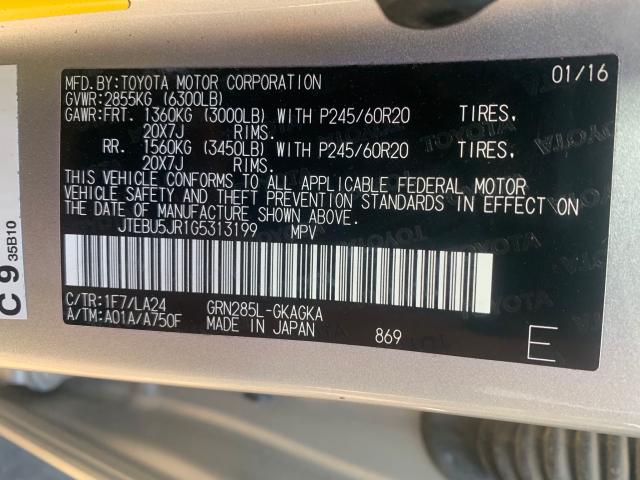 MFD.BY:TOYOTA MOTOR CORPORATION 01/16
GVWR:2855KG (6300LB)
GAWR:FRT. 1360KG (3000LB) WITH P245/60R20 TIRES,
20X7J RIMS.
RR. 1560KG (3450LB) WITH P245/60R20 TIRES,
20X7J RIMS.
THIS VEHICLE CONFORMS TO ALL APPLICABLE FEDERAL MOTOR
VEHICLE SAFETY AND THEFT PREVENTION STANDARDS IN EFFECT ON
THE DATE OF MANUFACTURE SHOWN ABOVE.
JTEBU5JR1G5313199 MPV
C/TR:1F7/LA24 GRN285L-GKAGKA
A/TM:A01A/A750F MADE IN JAPAN 869
E
C 9 35B10